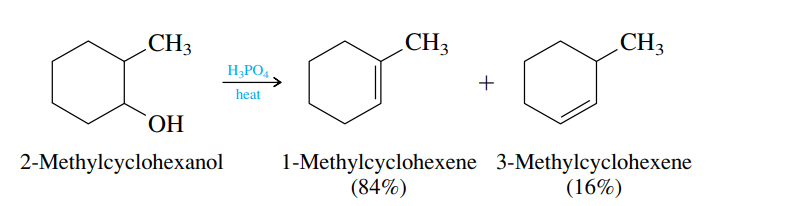 CH₃
OH
H₃PO₄
heat
CH₃
+
CH₃
2-Methylcyclohexanol
1-Methylcyclohexene
(84%)
3-Methylcyclohexene
(16%)